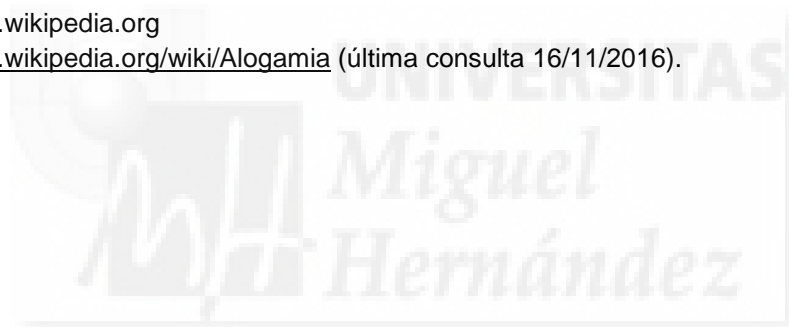 .wikipedia.org
.wikipedia.org/wiki/Alogamia (última consulta 16/11/2016).
UNIVERSITAS
Miguel
Hernández